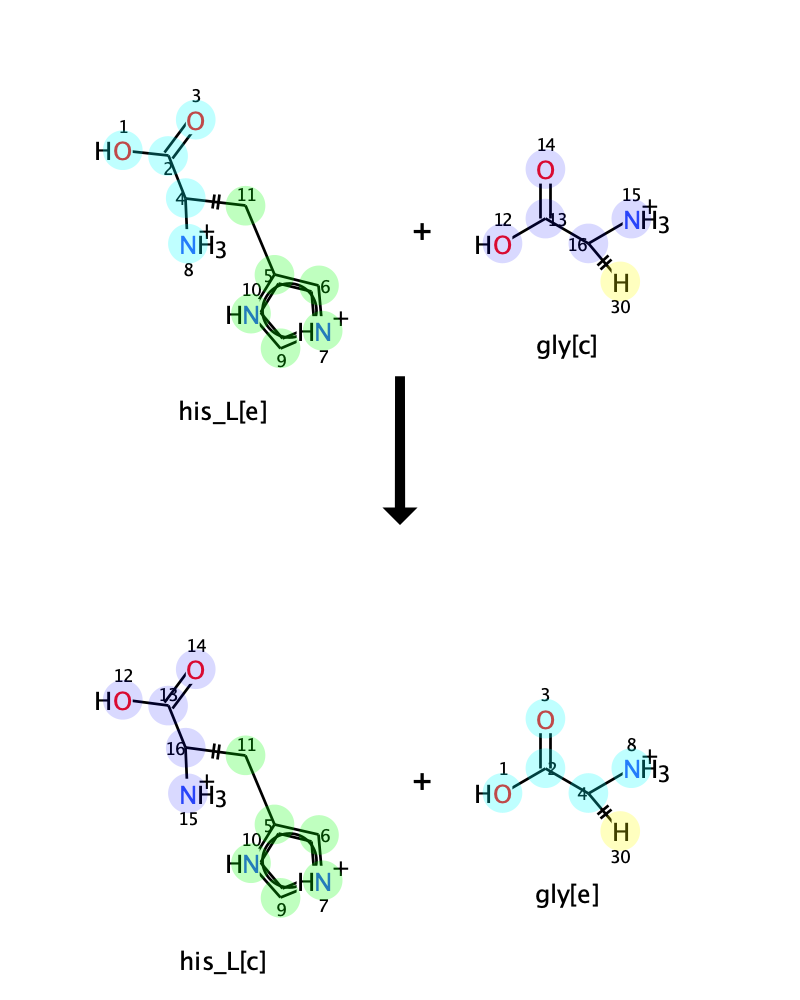 3
1
HO
O
2
4
11
NH3
+
8
5
6
10
HN
HN
+
9
7
his_L[e]
+
14
O
12
13
15
HO
16
NH3
+
H
30
gly[c]
14
12
O
HO
13
16
11
NH3
+
15
5
6
10
HN
HN
+
9
7
his_L[c]
+
3
O
1
2
8
HO
4
NH3
+
H
30
gly[e]